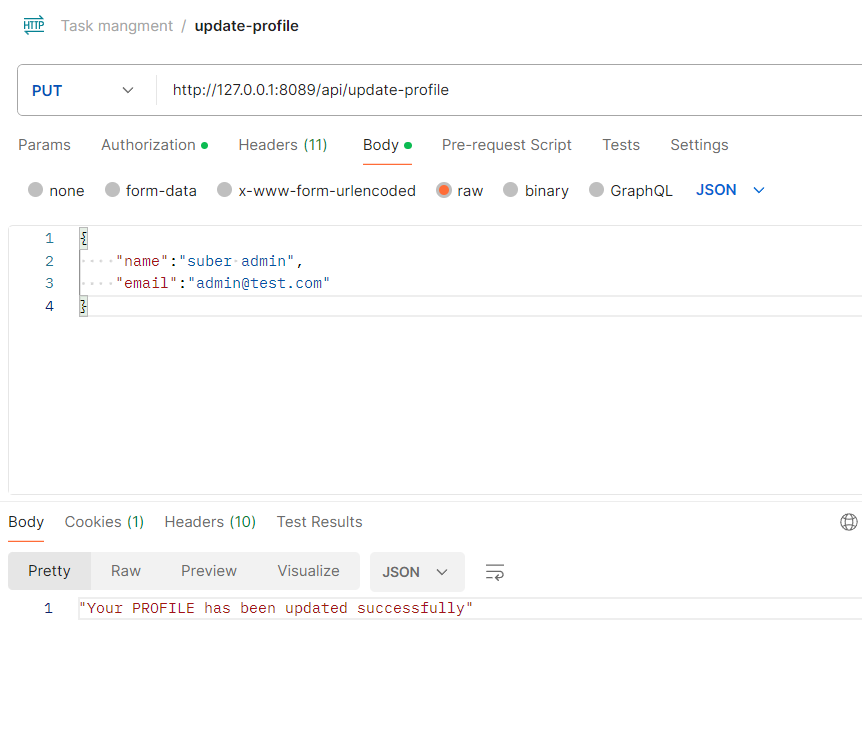 HTTP Task mangment / update-profile
PUT http://127.0.0.1:8089/api/update-profile
Params Authorization Headers (11) Body Pre-request Script Tests Settings
none form-data x-www-form-urlencoded raw binary GraphQL JSON
1 {
2 ····"name":"suber·admin",
3 ····"email":"admin@test.com"
4 }
Body Cookies (1) Headers (10) Test Results
Pretty Raw Preview Visualize JSON
1 "Your PROFILE has been updated successfully"